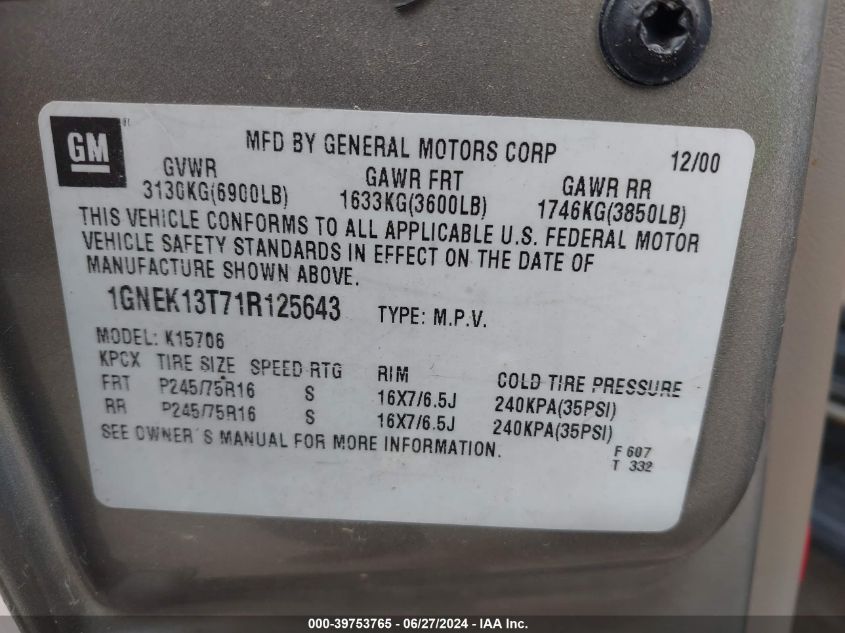 GM
MFD BY GENERAL MOTORS CORP 12/00
GVWR GAWR FRT GAWR RR
3130KG(6900LB) 1633KG(3600LB) 1746KG(3850LB)
THIS VEHICLE CONFORMS TO ALL APPLICABLE U.S. FEDERAL MOTOR
VEHICLE SAFETY STANDARDS IN EFFECT ON THE DATE OF
MANUFACTURE SHOWN ABOVE.
1GNEK13T71R125643 TYPE: M.P.V.
MODEL: K15706
KPCX TIRE SIZE SPEED RTG RIM COLD TIRE PRESSURE
FRT P245/75R16 S 16X7/6.5J 240KPA(35PSI)
RR P245/75R16 S 16X7/6.5J 240KPA(35PSI)
SEE OWNER'S MANUAL FOR MORE INFORMATION.
F 607
T 332
000-39753765 - 06/27/2024 - IAA Inc.